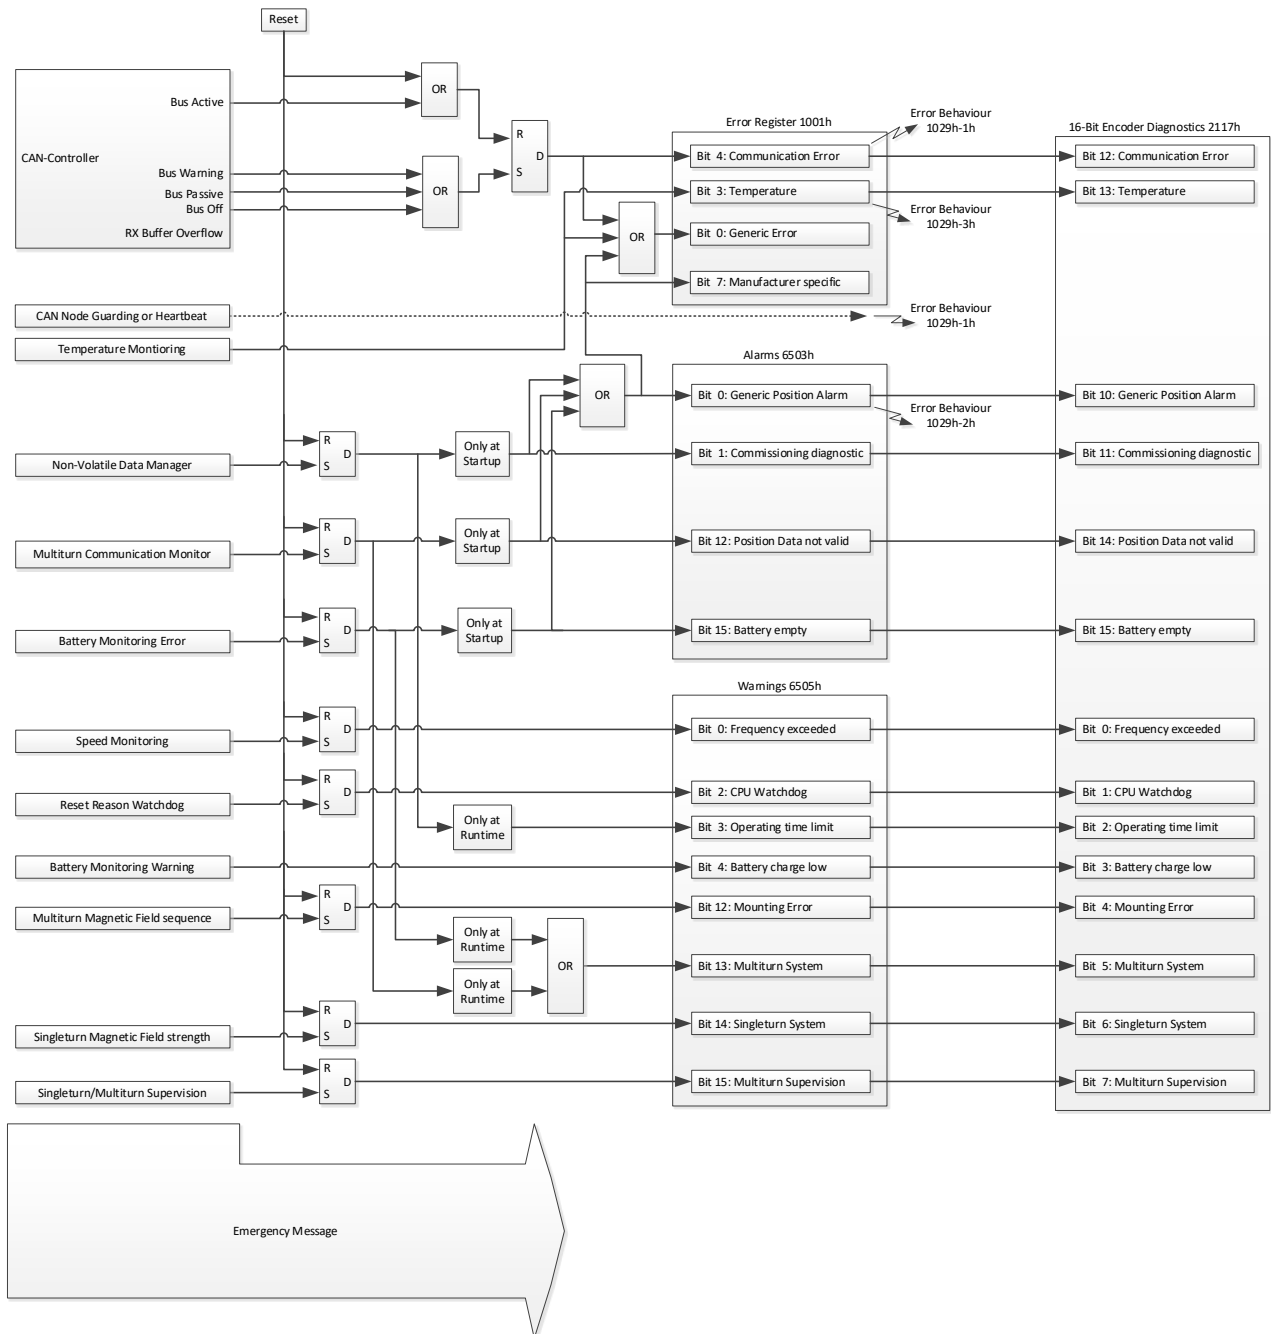 Reset
OR
Bus Active
CAN-Controller
Bus Warning
Bus Passive
Bus Off
RX Buffer Overflow
OR
R
D
S
Error Register 1001h
Bit 4: Communication Error
Bit 3: Temperature
OR
Bit 0: Generic Error
Bit 7: Manufacturer specific
Error Behaviour
1029h-1h
Error Behaviour
1029h-3h
16-Bit Encoder Diagnostics 2117h
Bit 12: Communication Error
Bit 13: Temperature
CAN Node Guarding or Heartbeat
Error Behaviour
1029h-1h
Temperature Montioring
Alarms 6503h
OR
Bit 0: Generic Position Alarm
Bit 10: Generic Position Alarm
Error Behaviour
1029h-2h
Non-Volatile Data Manager
R
D
S
Only at
Startup
Bit 1: Commissioning diagnostic
Bit 11: Commissioning diagnostic
Multiturn Communication Monitor
R
D
S
Only at
Startup
Bit 12: Position Data not valid
Bit 14: Position Data not valid
Battery Monitoring Error
R
D
S
Only at
Startup
Bit 15: Battery empty
Bit 15: Battery empty
Warnings 6505h
Speed Monitoring
R
D
S
Bit 0: Frequency exceeded
Bit 0: Frequency exceeded
Reset Reason Watchdog
R
D
S
Bit 2: CPU Watchdog
Bit 1: CPU Watchdog
Only at
Runtime
Bit 3: Operating time limit
Bit 2: Operating time limit
Battery Monitoring Warning
Bit 4: Battery charge low
Bit 3: Battery charge low
Multiturn Magnetic Field sequence
R
D
S
Bit 12: Mounting Error
Bit 4: Mounting Error
Only at
Runtime
OR
Only at
Runtime
Bit 13: Multiturn System
Bit 5: Multiturn System
Singleturn Magnetic Field strength
R
D
S
Bit 14: Singleturn System
Bit 6: Singleturn System
Singleturn/Multiturn Supervision
R
D
S
Bit 15: Multiturn Supervision
Bit 7: Multiturn Supervision
Emergency Message